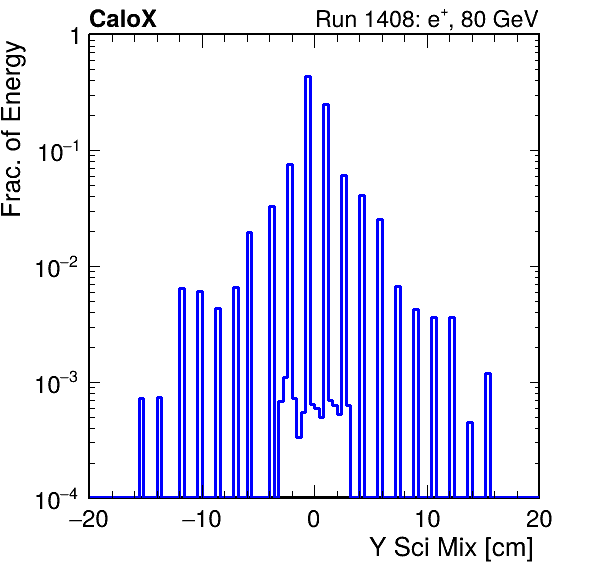 CaloX Run 1408: e⁺, 80 GeV
Frac. of Energy
1
10⁻¹
10⁻²
10⁻³
10⁻⁴
−20 −10 0 10 20
Y Sci Mix [cm]